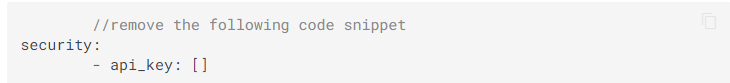 //remove the following code snippet
security:
- api_key: []